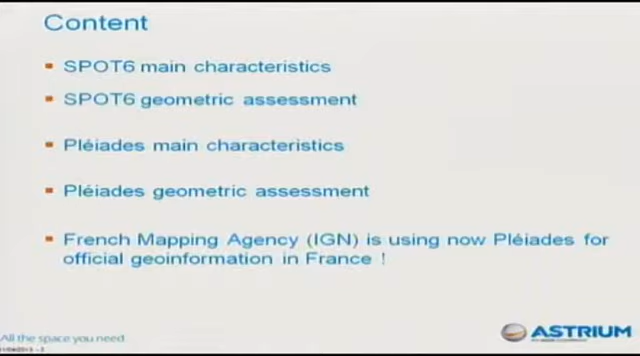 Content
SPOT6 main characteristics
SPOT6 geometric assessment
Pléiades main characteristics
Pléiades geometric assessment
French Mapping Agency (IGN) is using now Pléiades for
official geoinformation in France !
All the space you need
ASTRIUM